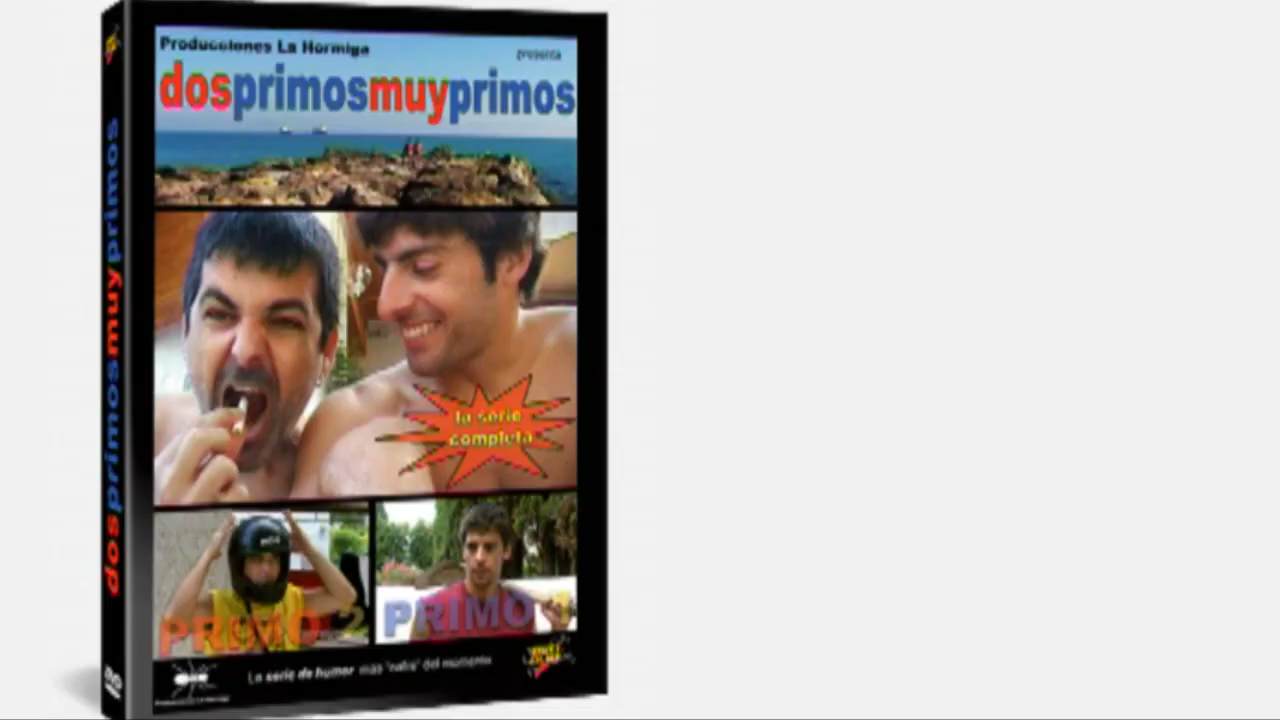 Producciones La Hormiga
presenta
dosprimosmuyprimos
dosprimosmuyprimos
la serie
completa
PRIMO 2
PRIMO 1
La serie de humor más del momento
DVD